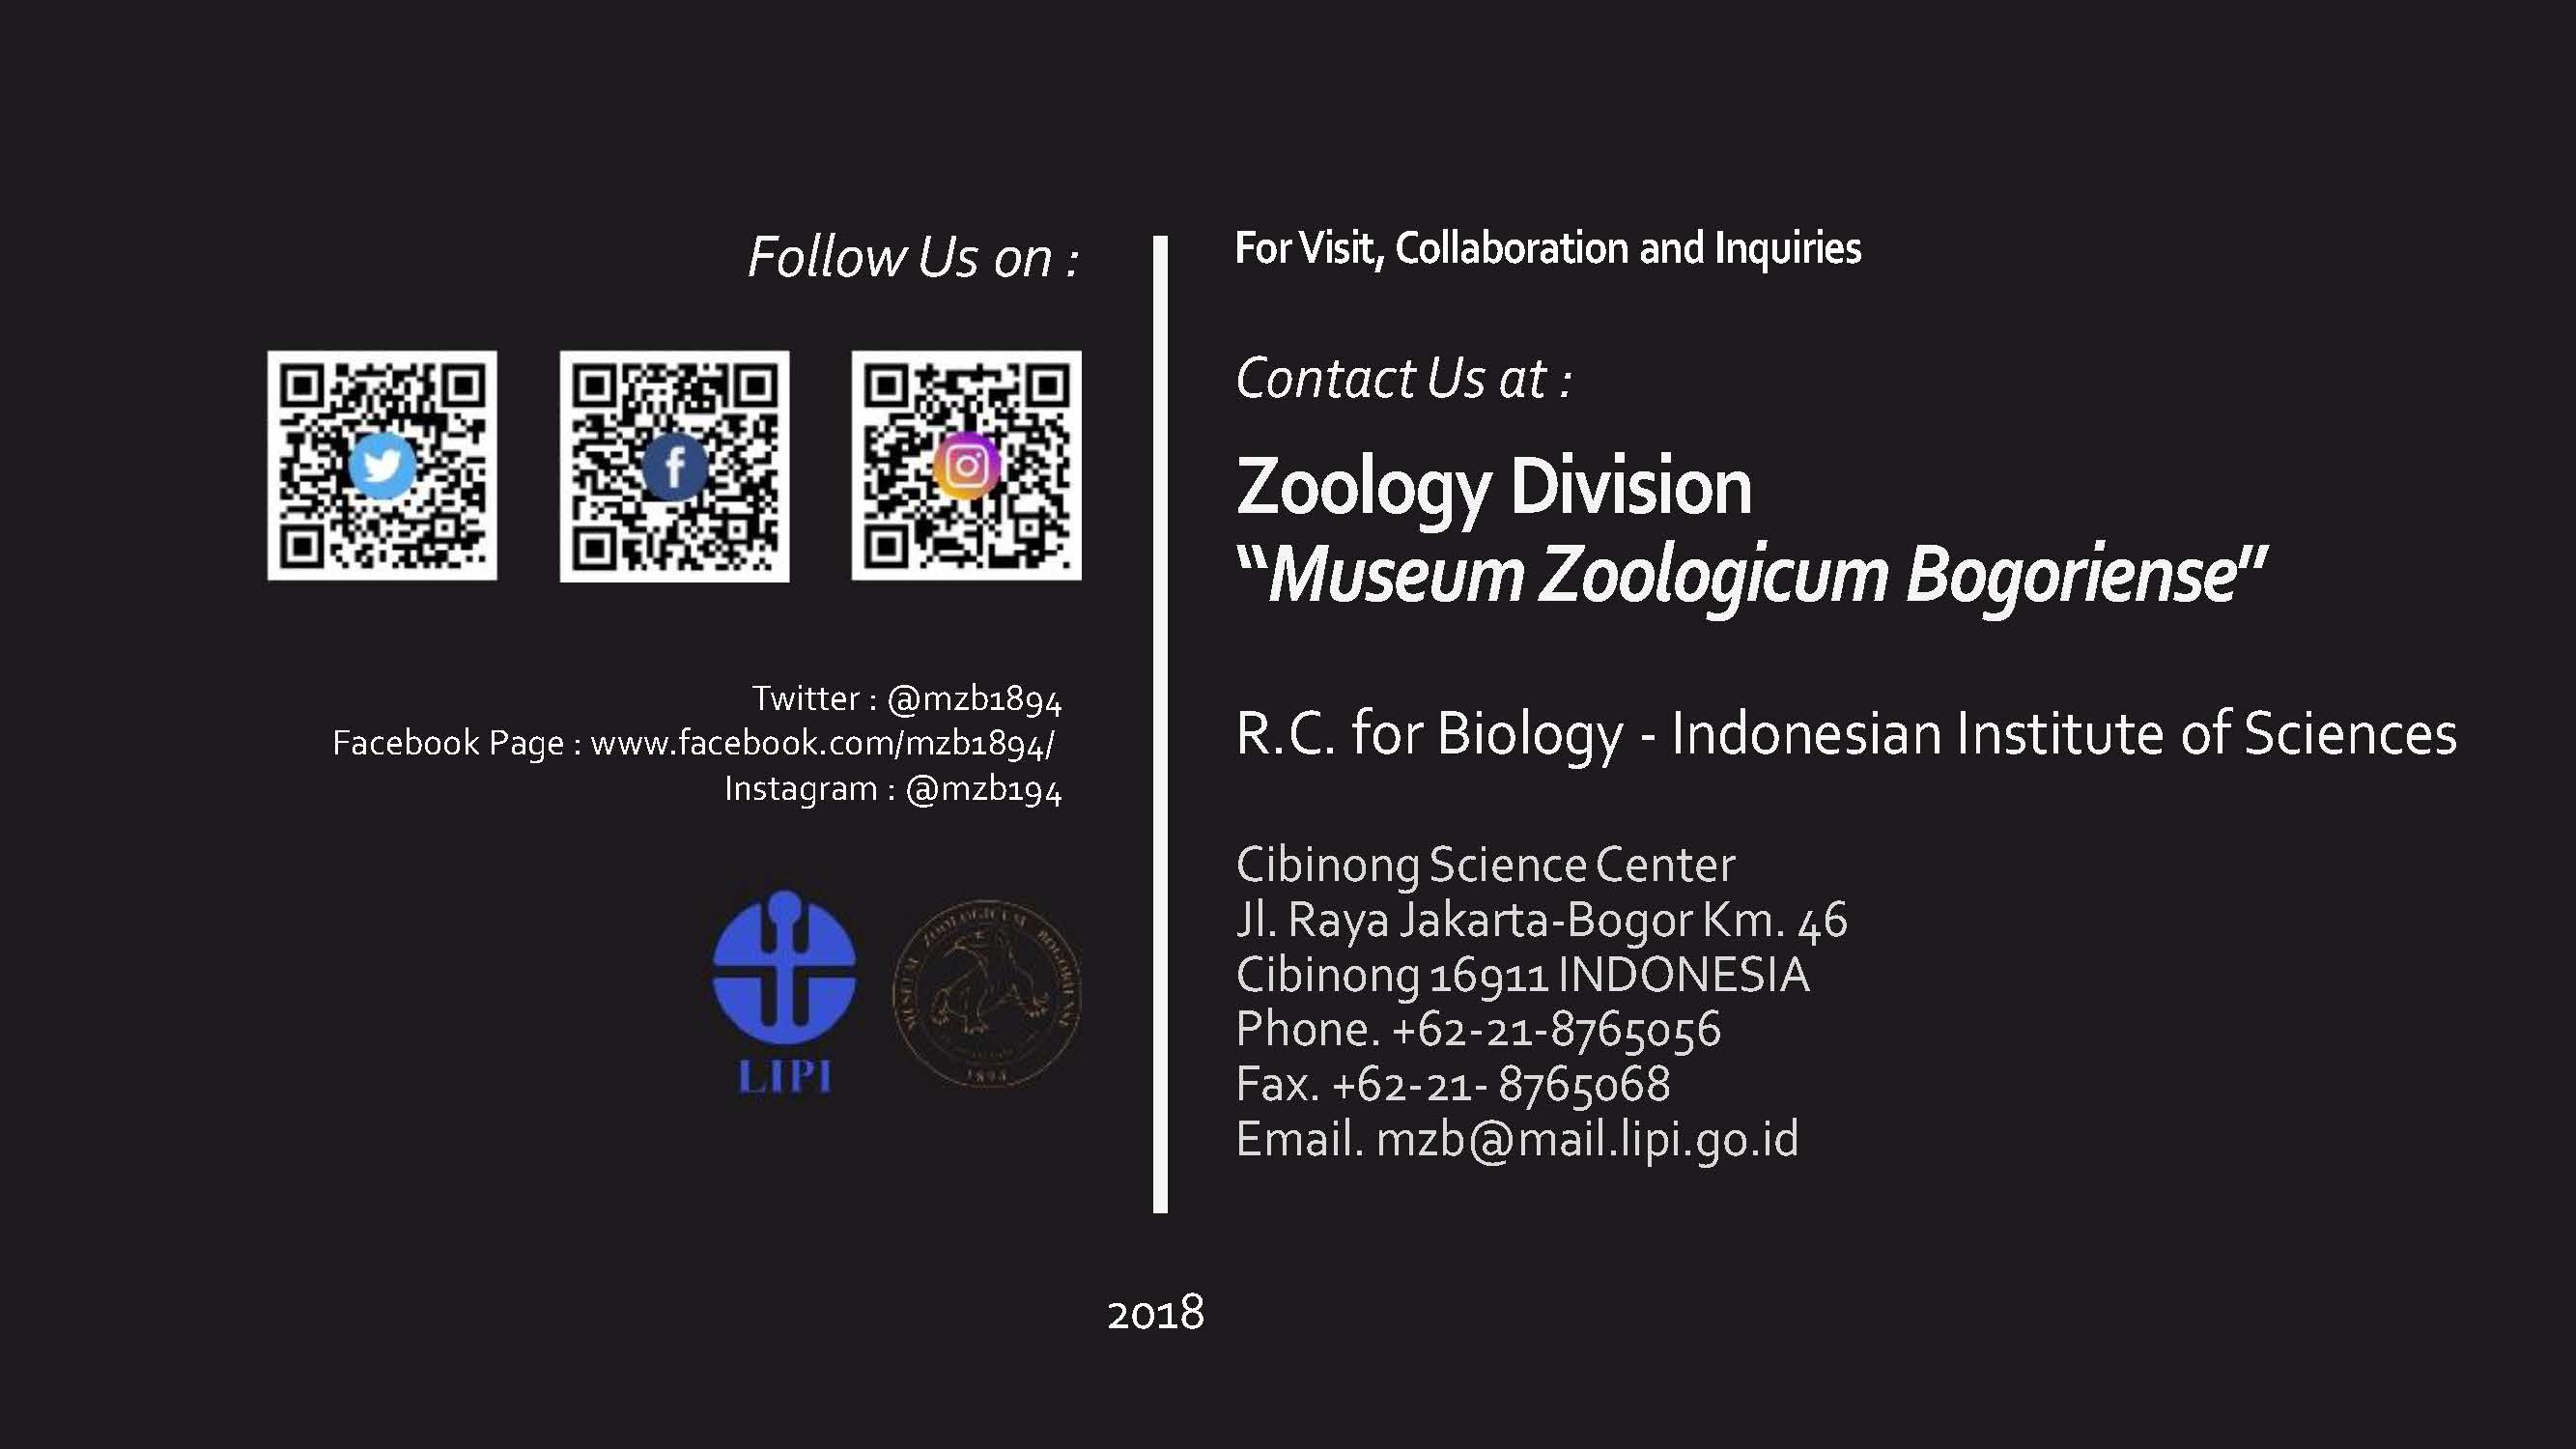 Follow Us on :
Twitter : @mzb1894
Facebook Page : www.facebook.com/mzb1894/
Instagram : @mzb194
LIPI
MUSEUM ZOOLOGICUM BOGORIENSE
For Visit, Collaboration and Inquiries
Contact Us at :
Zoology Division
“Museum Zoologicum Bogoriense”
R.C. for Biology - Indonesian Institute of Sciences
Cibinong Science Center
Jl. Raya Jakarta-Bogor Km. 46
Cibinong 16911 INDONESIA
Phone. +62-21-8765056
Fax. +62-21- 8765068
Email. mzb@mail.lipi.go.id
2018